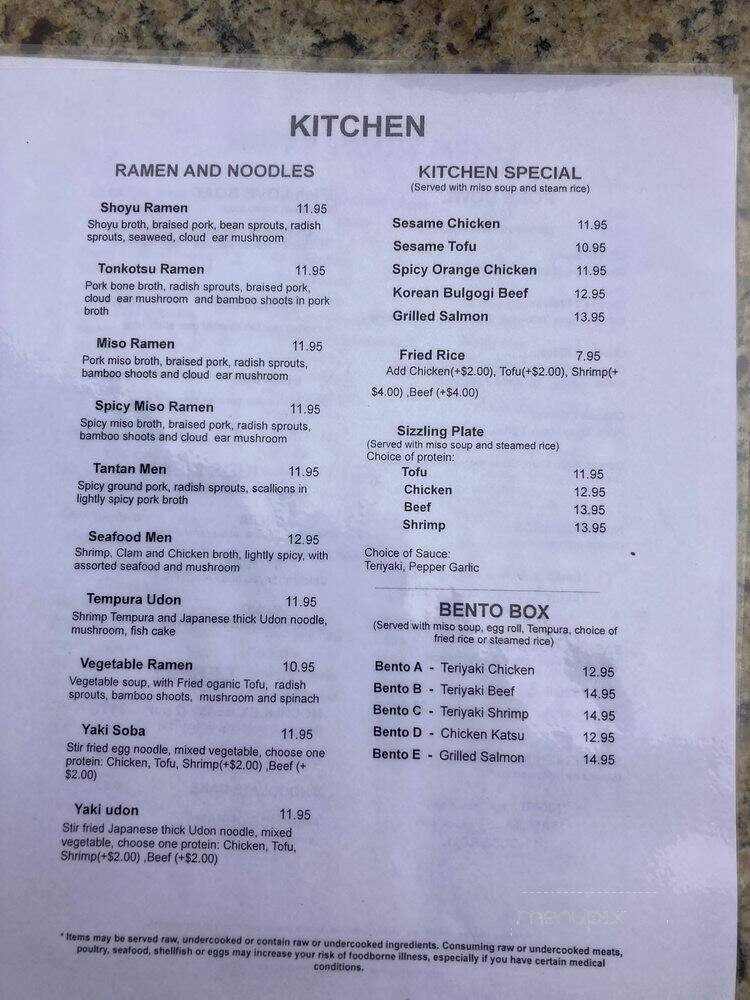 KITCHEN
RAMEN AND NOODLES
Shoyu Ramen 11.95
Shoyu broth, braised pork, bean sprouts, radish
sprouts, seaweed, cloud ear mushroom
Tonkotsu Ramen 11.95
Pork bone broth, radish sprouts, braised pork,
cloud ear mushroom and bamboo shoots in pork
broth
Miso Ramen 11.95
Pork miso broth, braised pork, radish sprouts,
bamboo shoots and cloud ear mushroom
Spicy Miso Ramen 11.95
Spicy miso broth, braised pork, radish sprouts,
bamboo shoots and cloud ear mushroom
Tantan Men 11.95
Spicy ground pork, radish sprouts, scallions in
lightly spicy pork broth
Seafood Men 12.95
Shrimp, Clam and Chicken broth, lightly spicy, with
assorted seafood and mushroom
Tempura Udon 11.95
Shrimp Tempura and Japanese thick Udon noodle,
mushroom, fish cake
Vegetable Ramen 10.95
Vegetable soup, with Fried oganic Tofu, radish
sprouts, bamboo shoots, mushroom and spinach
Yaki Soba 11.95
Stir fried egg noodle, mixed vegetable, choose one
protein: Chicken, Tofu, Shrimp(+$2.00) ,Beef (+
$2.00)
Yaki udon 11.95
Stir fried Japanese thick Udon noodle, mixed
vegetable, choose one protein: Chicken, Tofu,
Shrimp(+$2.00) ,Beef (+$2.00)
KITCHEN SPECIAL
(Served with miso soup and steam rice)
Sesame Chicken 11.95
Sesame Tofu 10.95
Spicy Orange Chicken 11.95
Korean Bulgogi Beef 12.95
Grilled Salmon 13.95
Fried Rice 7.95
Add Chicken(+$2.00), Tofu(+$2.00), Shrimp(+
$4.00) ,Beef (+$4.00)
Sizzling Plate
(Served with miso soup and steamed rice)
Choice of protein:
Tofu 11.95
Chicken 12.95
Beef 13.95
Shrimp 13.95
Choice of Sauce:
Teriyaki, Pepper Garlic
BENTO BOX
(Served with miso soup, egg roll, Tempura, choice of
fried rice or steamed rice)
Bento A - Teriyaki Chicken 12.95
Bento B - Teriyaki Beef 14.95
Bento C - Teriyaki Shrimp 14.95
Bento D - Chicken Katsu 12.95
Bento E - Grilled Salmon 14.95
menupix
* Items may be served raw, undercooked or contain raw or undercooked ingredients. Consuming raw or undercooked meats,
poultry, seafood, shellfish or eggs may increase your risk of foodborne illness, especially if you have certain medical
conditions.